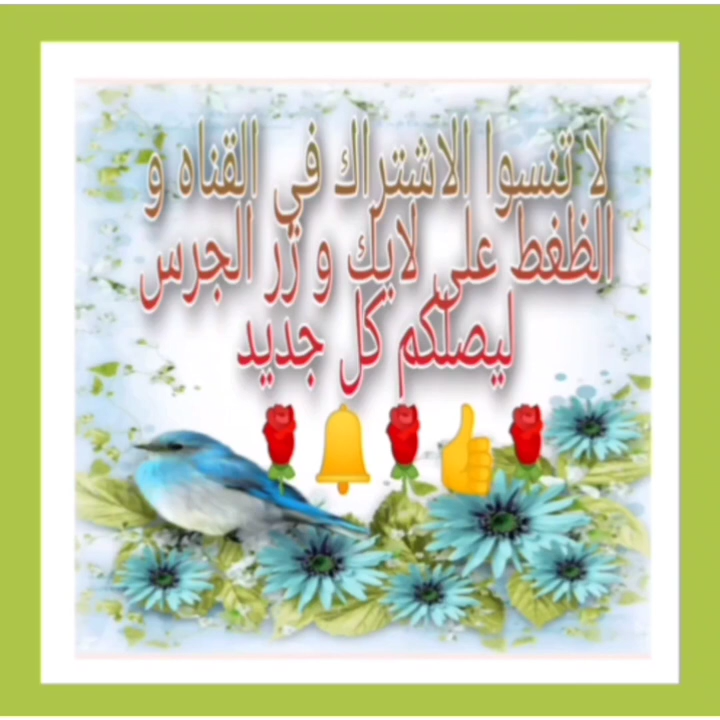 لا تنسوا الاشتراك في القناه و
الظغط على لايك و زر الجرس
ليصلكم كل جديد